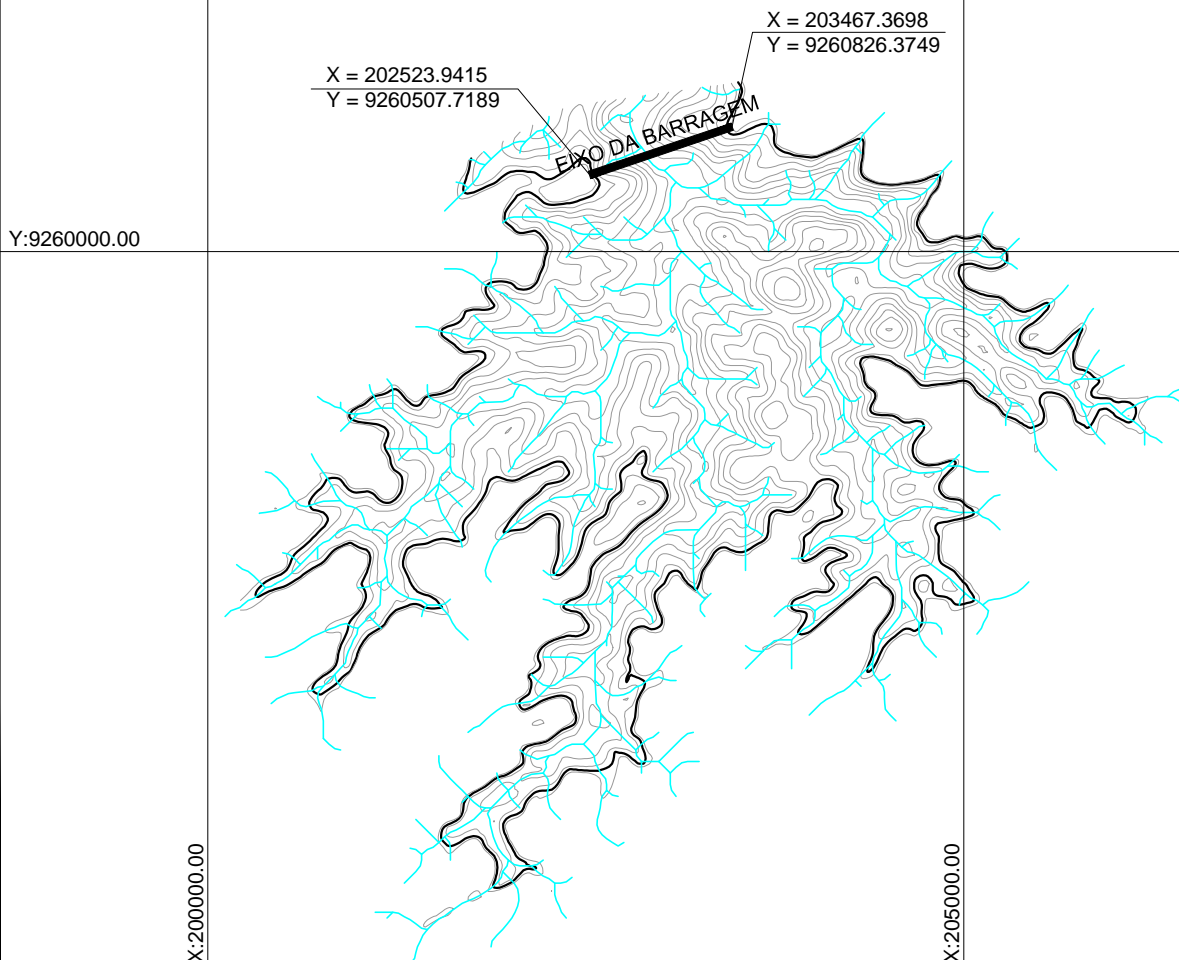 X = 203467.3698
Y = 9260826.3749
X = 202523.9415
Y = 9260507.7189
EIXO DA BARRAGEM
Y:9260000.00
X:200000.00
X:205000.00